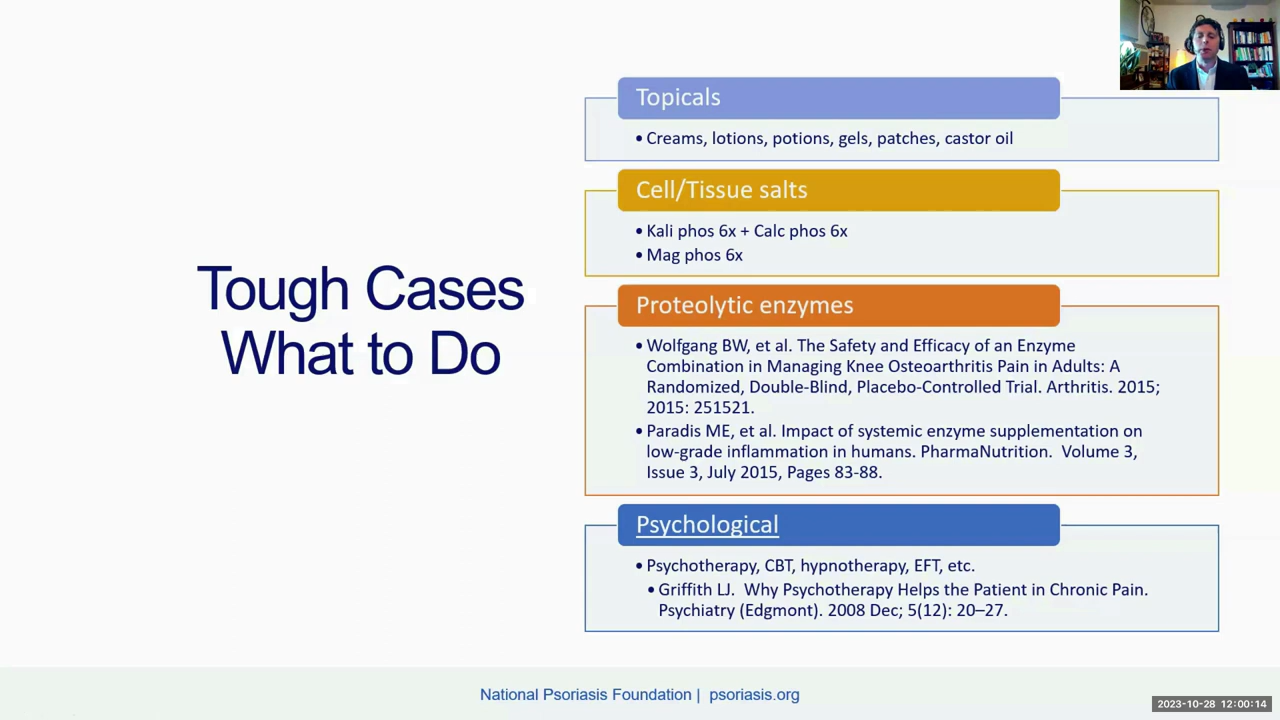 Tough Cases
What to Do
Topicals
• Creams, lotions, potions, gels, patches, castor oil
Cell/Tissue salts
• Kali phos 6x + Calc phos 6x
• Mag phos 6x
Proteolytic enzymes
• Wolfgang BW, et al. The Safety and Efficacy of an Enzyme
Combination in Managing Knee Osteoarthritis Pain in Adults: A
Randomized, Double-Blind, Placebo-Controlled Trial. Arthritis. 2015;
2015: 251521.
• Paradis ME, et al. Impact of systemic enzyme supplementation on
low-grade inflammation in humans. PharmaNutrition. Volume 3,
Issue 3, July 2015, Pages 83-88.
Psychological
• Psychotherapy, CBT, hypnotherapy, EFT, etc.
• Griffith LJ. Why Psychotherapy Helps the Patient in Chronic Pain.
Psychiatry (Edgmont). 2008 Dec; 5(12): 20–27.
National Psoriasis Foundation | psoriasis.org
2023-10-28 12:00:14